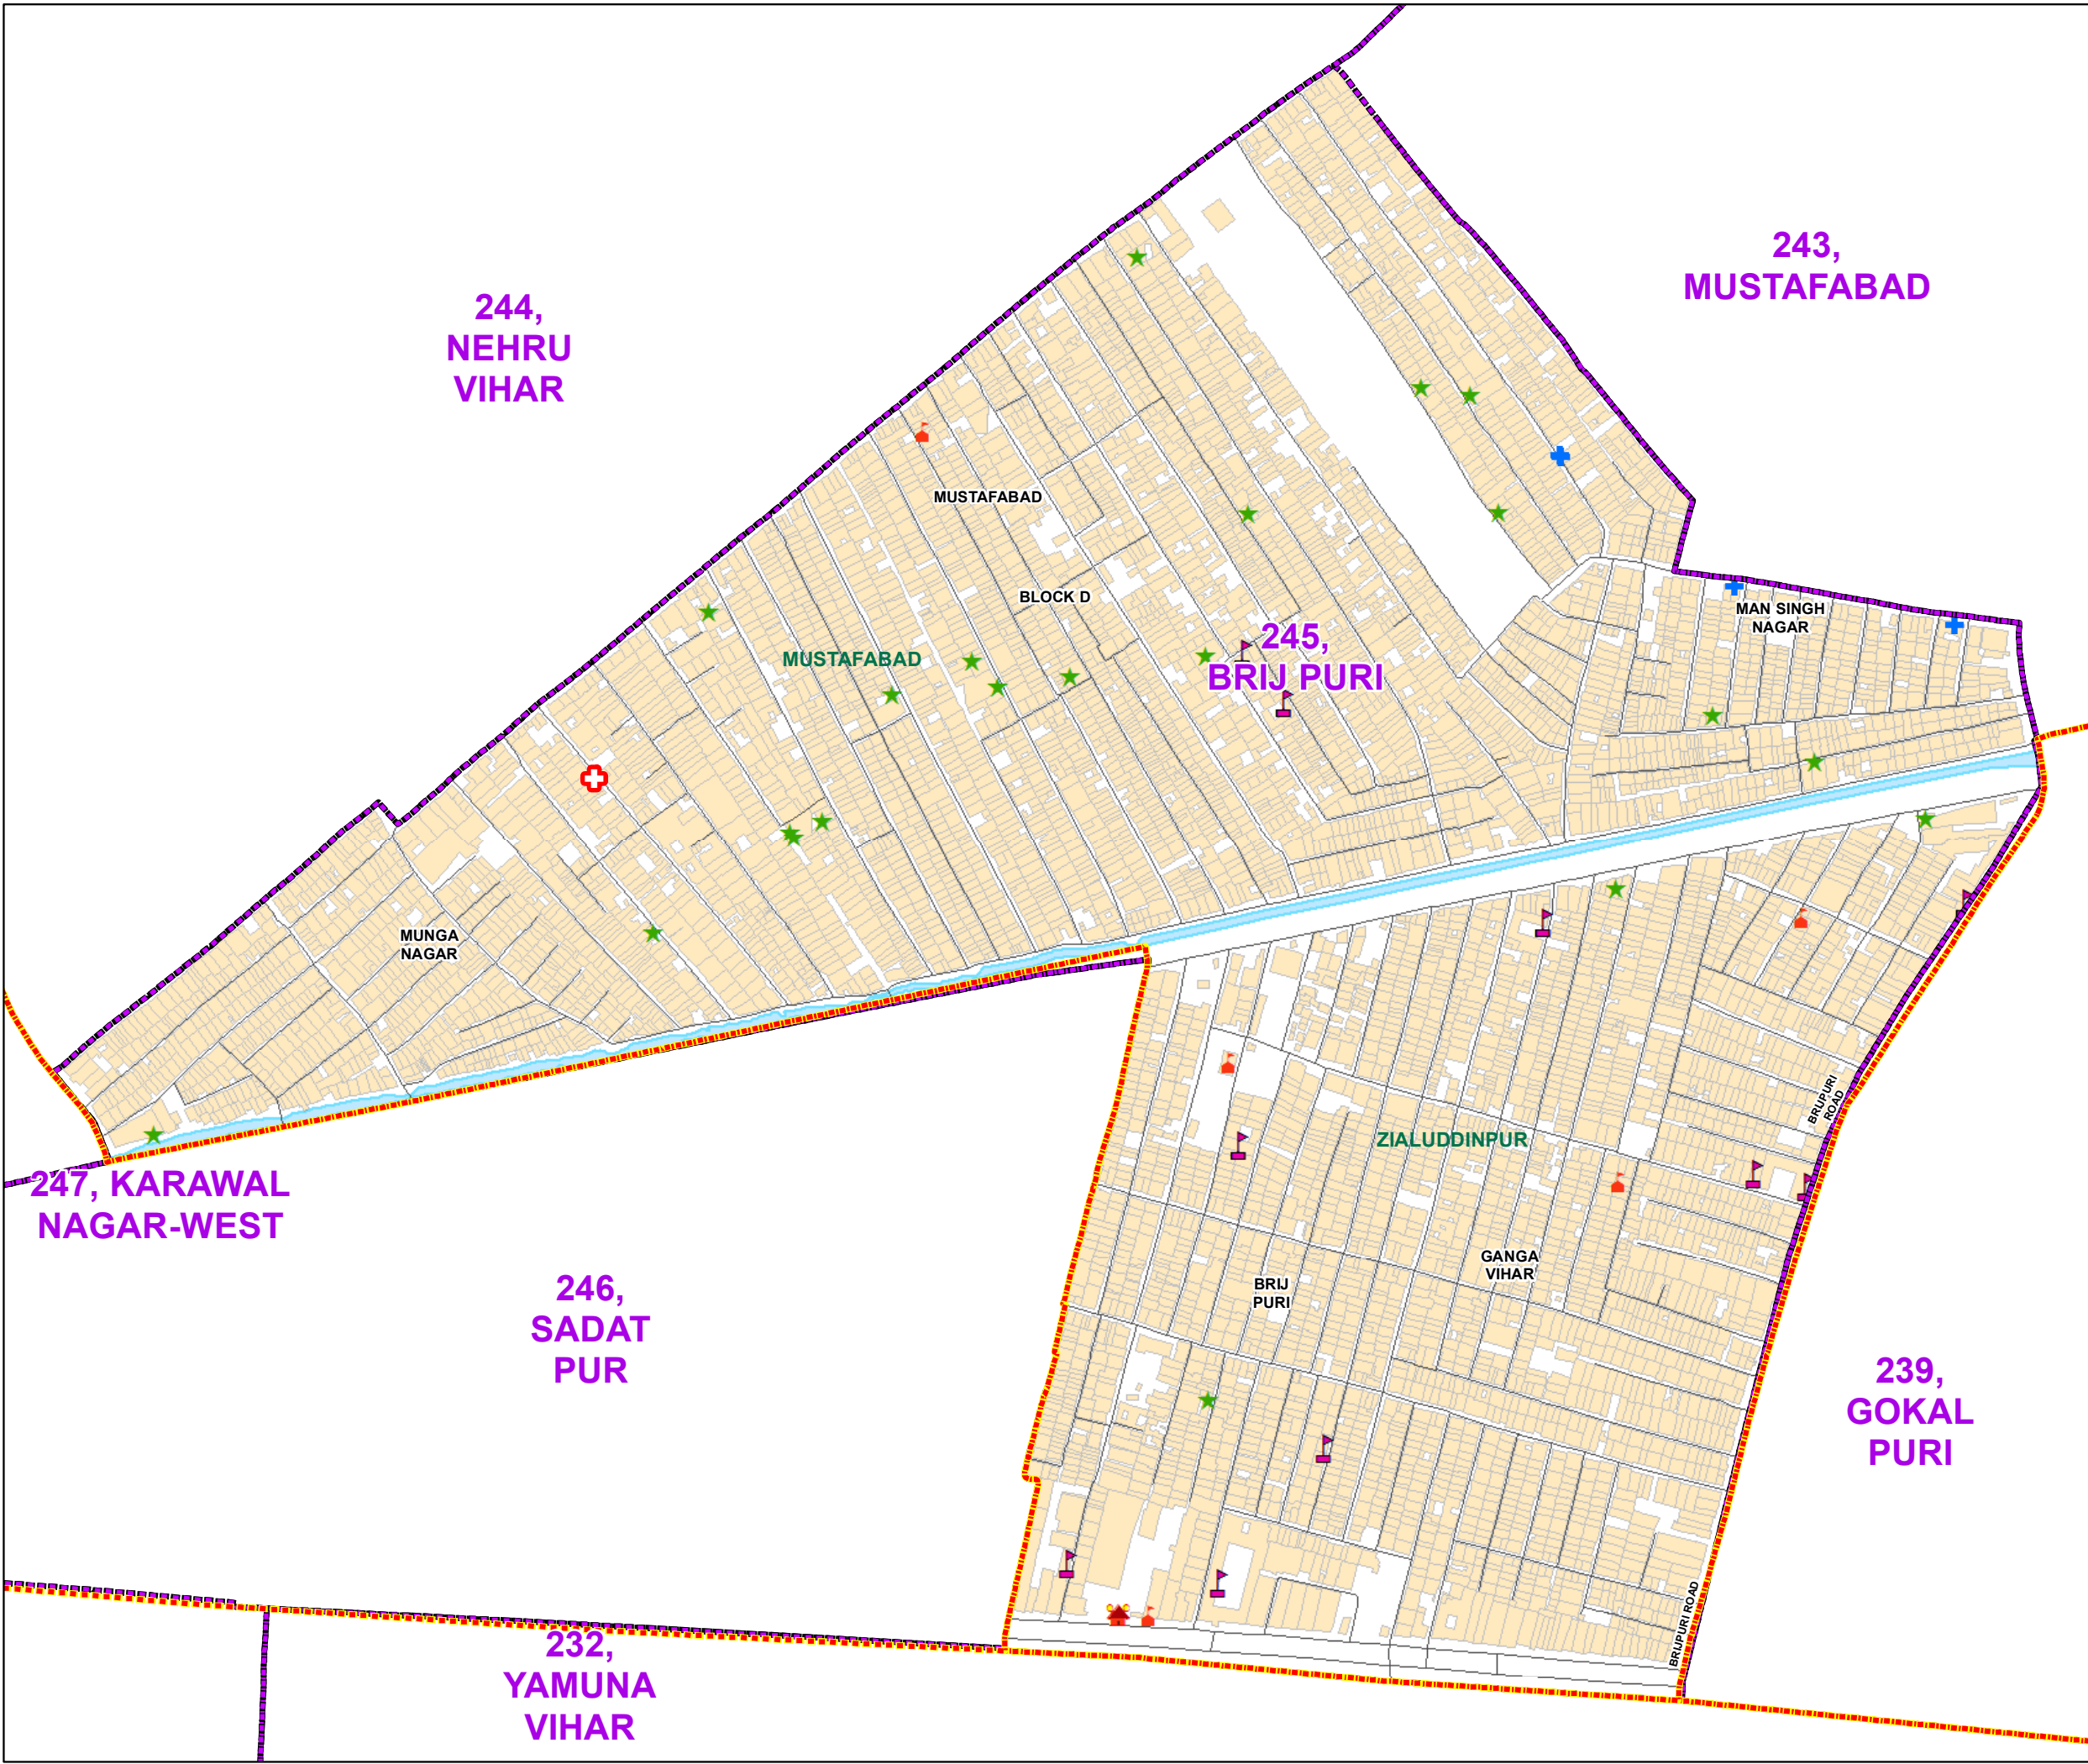 243,
MUSTAFABAD
244,
NEHRU
VIHAR
MUSTAFABAD
BLOCK D
MAN SINGH
NAGAR
245,
BRIJ PURI
MUSTAFABAD
MUNGA
NAGAR
BRIJPURI
ROAD
ZIALUDDINPUR
247, KARAWAL
NAGAR-WEST
GANGA
VIHAR
BRIJ
PURI
246,
SADAT
PUR
239,
GOKAL
PURI
BRIJPURI ROAD
232,
YAMUNA
VIHAR